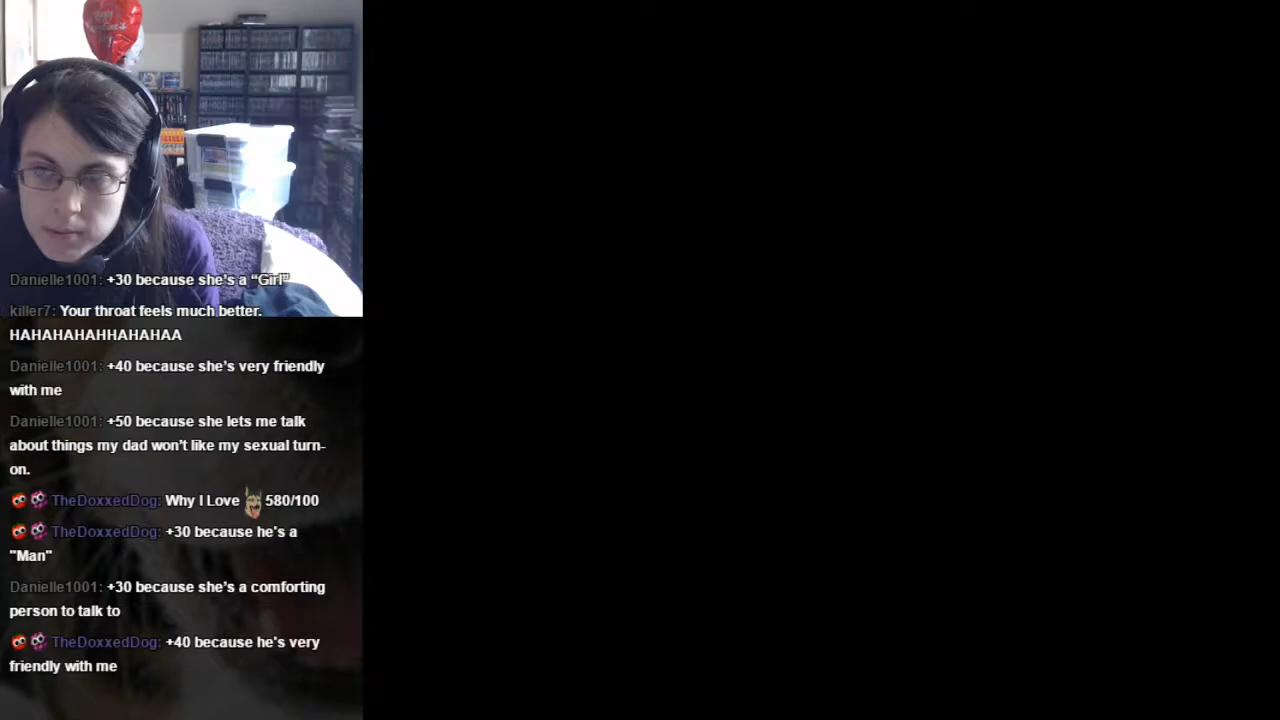 Danielle1001: +30 because she's a “Girl”
killer7: Your throat feels much better.
HAHAHAHAHHAHAHAA
Danielle1001: +40 because she's very friendly
with me
Danielle1001: +50 because she lets me talk
about things my dad won't like my sexual turn-
on.
TheDoxxedDog: Why I Love 580/100
TheDoxxedDog: +30 because he's a
"Man"
Danielle1001: +30 because she's a comforting
person to talk to
TheDoxxedDog: +40 because he's very
friendly with me